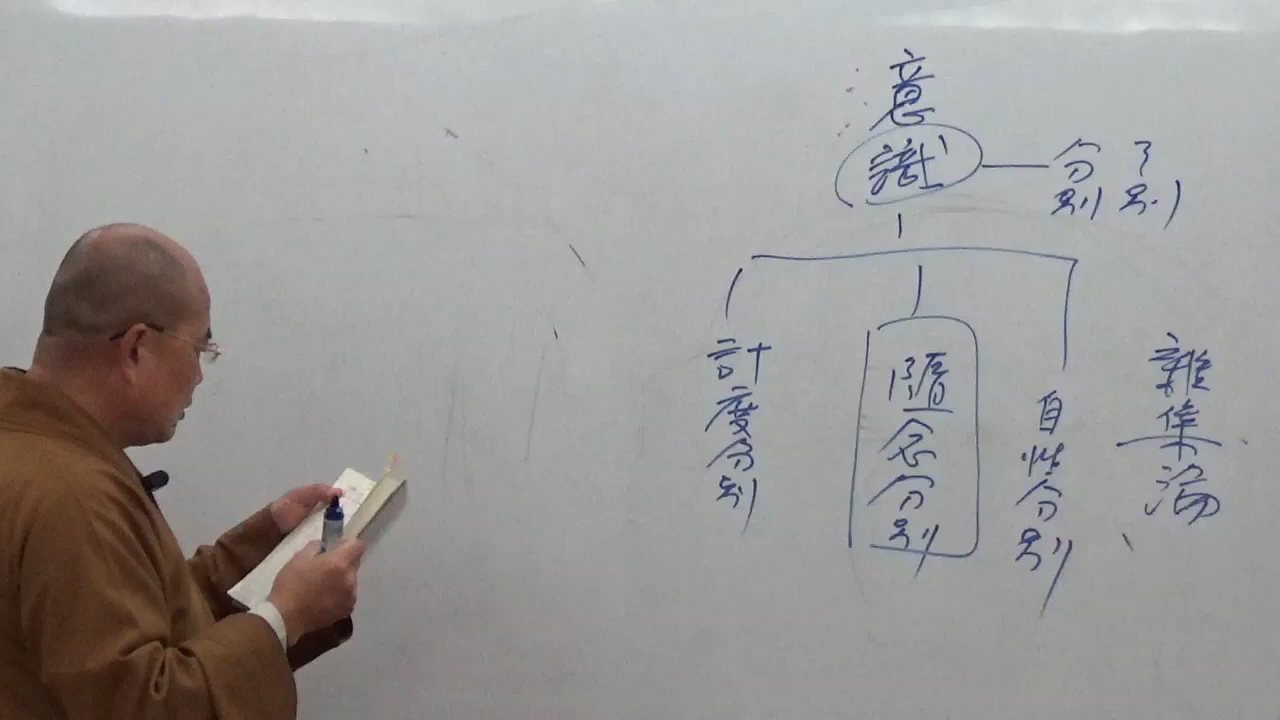 意識
了別
分別
自性分別
隨念分別
計度分別
雜集論